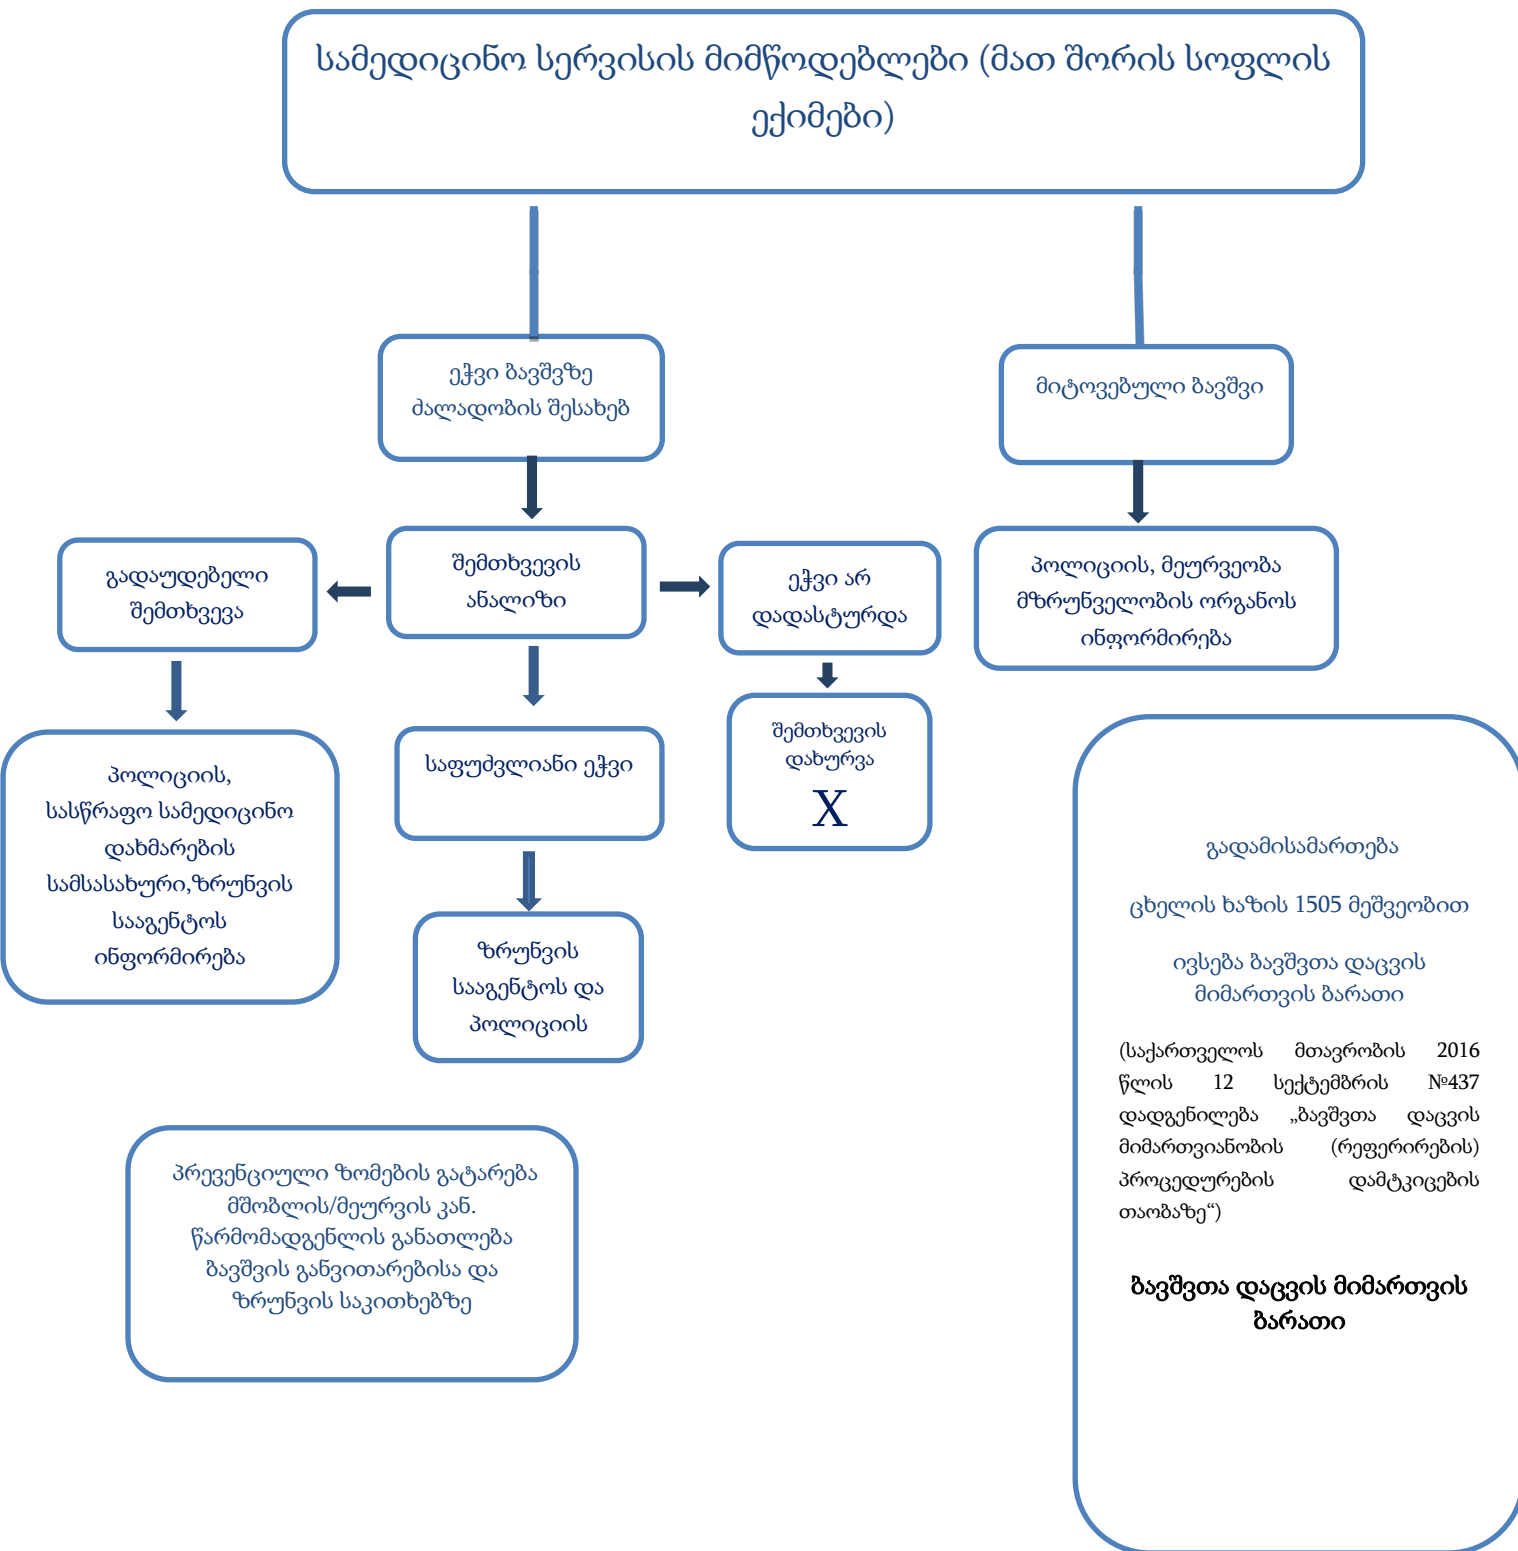 სამედიცინო სერვისის მიმწოდებლები (მათ შორის სოფლის
ექიმები)
ეჭვი ბავშვზე
ძალადობის შესახებ
მიტოვებული ბავშვი
გადაუდებელი
შემთხვევა
შემთხვევის
ანალიზი
ეჭვი არ
დადასტურდა
პოლიციის, მეურვეობა
მზრუნველობის ორგანოს
ინფორმირება
პოლიციის,
სასწრაფო სამედიცინო
დახმარების
სამსასახური,ზრუნვის
სააგენტოს
ინფორმირება
საფუძვლიანი ეჭვი
შემთხვევის
დახურვა
X
ზრუნვის
სააგენტოს და
პოლიციის
გადამისამართება
ცხელის ხაზის 1505 მეშვეობით
ივსება ბავშვთა დაცვის
მიმართვის ბარათი
(საქართველოს მთავრობის 2016
წლის 12 სექტემბრის №437
დადგენილება „ბავშვთა დაცვის
მიმართვიანობის (რეფერირების)
პროცედურების დამტკიცების
თაობაზე“)
ბავშვთა დაცვის მიმართვის
ბარათი
პრევენციული ზომების გატარება
მშობლის/მეურვის კან.
წარმომადგენლის განათლება
ბავშვის განვითარებისა და
ზრუნვის საკითხებზე